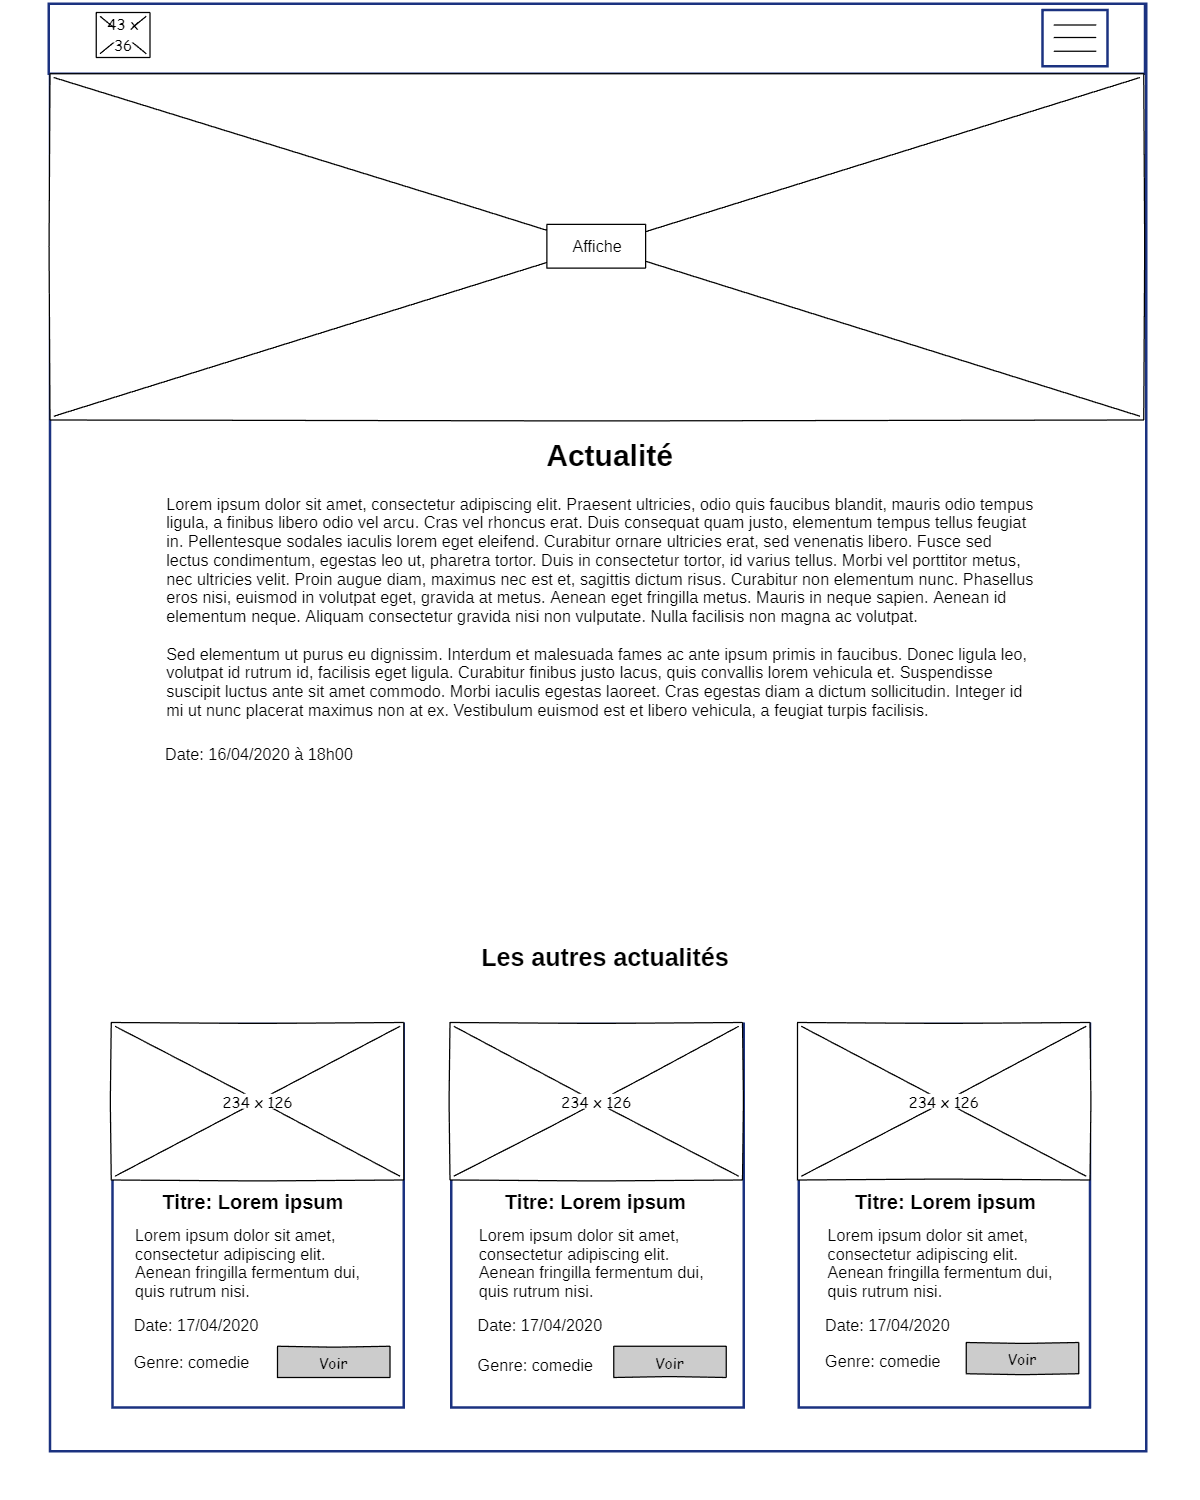 43 x
36
Affiche
Actualité
Lorem ipsum dolor sit amet, consectetur adipiscing elit. Praesent ultricies, odio quis faucibus blandit, mauris odio tempus
ligula, a finibus libero odio vel arcu. Cras vel rhoncus erat. Duis consequat quam justo, elementum tempus tellus feugiat
in. Pellentesque sodales iaculis lorem eget eleifend. Curabitur ornare ultricies erat, sed venenatis libero. Fusce sed
lectus condimentum, egestas leo ut, pharetra tortor. Duis in consectetur tortor, id varius tellus. Morbi vel porttitor metus,
nec ultricies velit. Proin augue diam, maximus nec est et, sagittis dictum risus. Curabitur non elementum nunc. Phasellus
eros nisi, euismod in volutpat eget, gravida at metus. Aenean eget fringilla metus. Mauris in neque sapien. Aenean id
elementum neque. Aliquam consectetur gravida nisi non vulputate. Nulla facilisis non magna ac volutpat.
Sed elementum ut purus eu dignissim. Interdum et malesuada fames ac ante ipsum primis in faucibus. Donec ligula leo,
volutpat id rutrum id, facilisis eget ligula. Curabitur finibus justo lacus, quis convallis lorem vehicula et. Suspendisse
suscipit luctus ante sit amet commodo. Morbi iaculis egestas laoreet. Cras egestas diam a dictum sollicitudin. Integer id
mi ut nunc placerat maximus non at ex. Vestibulum euismod est et libero vehicula, a feugiat turpis facilisis.
Date: 16/04/2020 à 18h00
Les autres actualités
234 x 126
Titre: Lorem ipsum
Lorem ipsum dolor sit amet,
consectetur adipiscing elit.
Aenean fringilla fermentum dui,
quis rutrum nisi.
Date: 17/04/2020
Genre: comedie
Voir
234 x 126
Titre: Lorem ipsum
Lorem ipsum dolor sit amet,
consectetur adipiscing elit.
Aenean fringilla fermentum dui,
quis rutrum nisi.
Date: 17/04/2020
Genre: comedie
Voir
234 x 126
Titre: Lorem ipsum
Lorem ipsum dolor sit amet,
consectetur adipiscing elit.
Aenean fringilla fermentum dui,
quis rutrum nisi.
Date: 17/04/2020
Genre: comedie
Voir